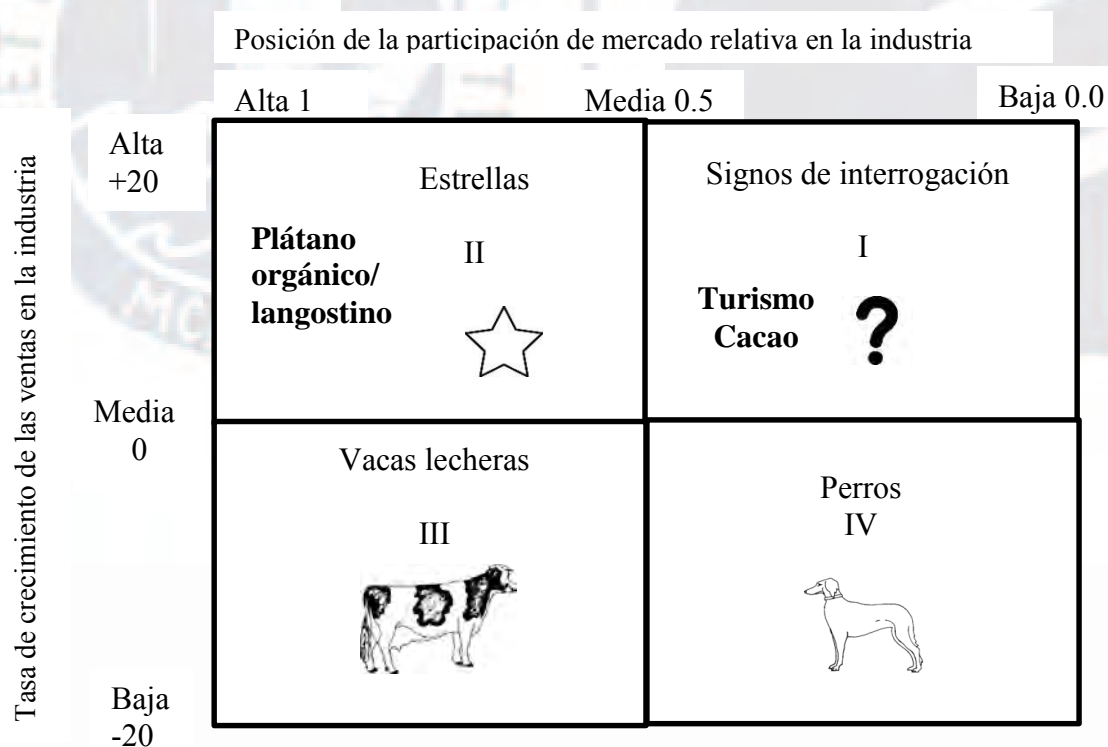 Posición de la participación de mercado relativa en la industria
Alta 1
Media 0.5
Baja 0.0
Tasa de crecimiento de las ventas en la industria
Alta
+20
Media
0
Baja
-20
Estrellas
II
Plátano
orgánico/
langostino
Signos de interrogación
I
Turismo
Cacao
?
Vacas lecheras
III
Perros
IV
MC